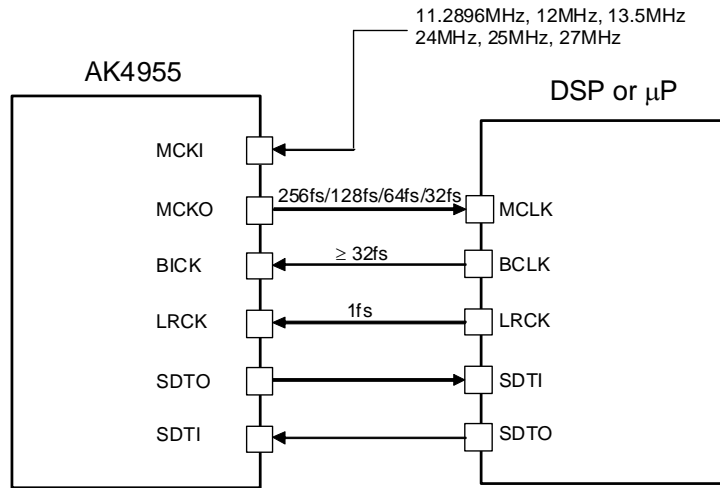 11.2896MHz, 12MHz, 13.5MHz
24MHz, 25MHz, 27MHz
AK4955
DSP or μP
MCKI
MCKO
256fs/128fs/64fs/32fs
MCLK
BICK
≥ 32fs
BCLK
LRCK
1fs
LRCK
SDTO
SDTI
SDTI
SDTO